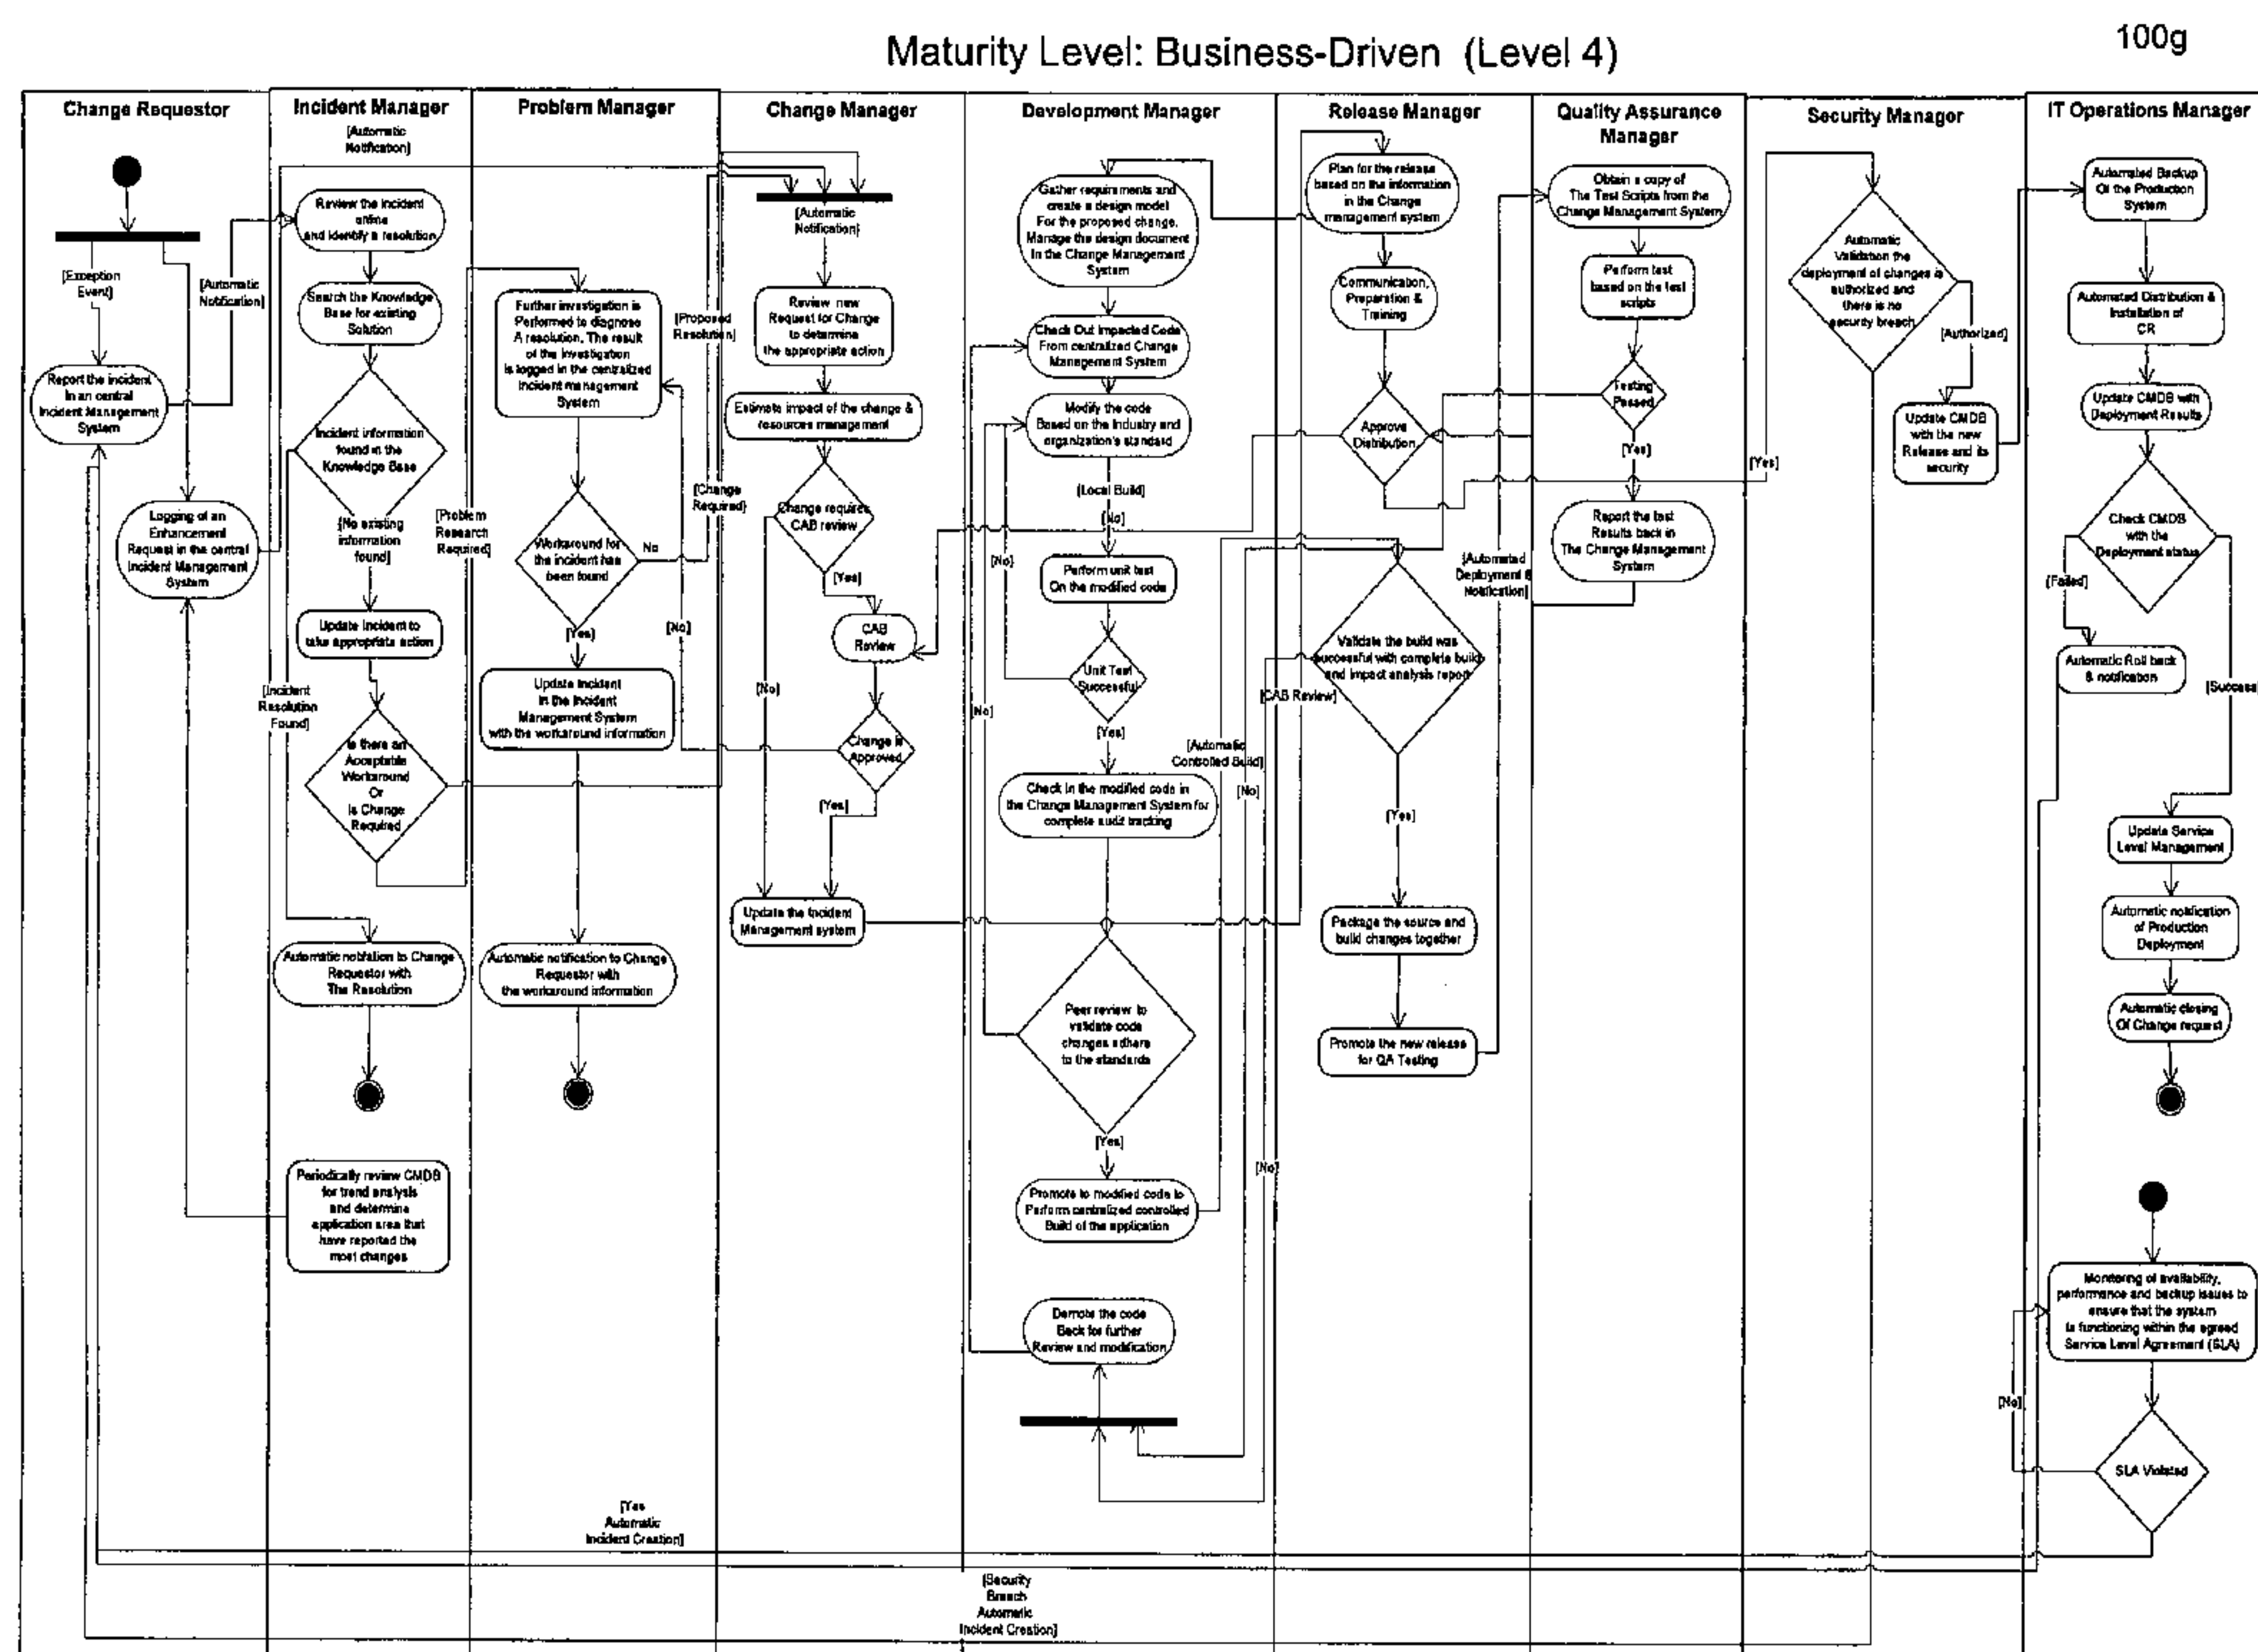 100g
Maturity Level: Business-Driven (Level 4)
Change Requestor
[Exception
Event]
[Automatic
Notification]
Report the incident
In an central
Incident Management
System
Logging of an
Enhancement
Request in the central
Incident Management
System
Incident Manager
[Automatic
Notification]
Review the Incident
online
and identify a resolution
Search the Knowledge
Base for existing
Solution
Incident information
found in the
Knowledge Base
[No existing
information
found]
[Problem
Research
Required]
Update Incident to
take appropriate action
[Incident
Resolution
Found]
Is there an
Acceptable
Workaround
Or
Is Change
Required
Automatic notifation to Change
Requestor with
The Resolution
Periodically review CMDB
for trend analysis
and determine
application area that
have reported the
most changes
Problem Manager
Further investigation is
Performed to diagnose
A resolution. The result
of the investigation
is logged in the centralized
Incident management
System
[Proposed
Resolution]
[Change
Required]
Workaround for
the incident has
been found
No
[Yes]
[No]
Update Incident
In the Incident
Management System
with the workaround information
Automatic notification to Change
Requestor with
the workaround information
[Yes
Automatic
Incident Creation]
Change Manager
[Automatic
Notification]
Review new
Request for Change
to determine
the appropriate action
Estimate impact of the change &
resources management
Change requires
CAB review
[Yes]
CAB
Review
[No]
Change is
Approved
[Yes]
Update the Incident
Management system
Development Manager
Gather requirments and
create a design model
For the proposed change.
Manage the design document
In the Change Management
System
Check Out Impacted Code
From centralized Change
Management System
Modify the code
Based on the Industry and
organization's standard
[Local Build]
[No]
[No]
Perform unit test
On the modified code
Unit Test
Successful
[No]
[Yes]
[Automatic
Controlled Build]
Check In the modified code in
the Change Management System for
complete audit tracking
[No]
Peer review to
validate code
changes adhere
to the standards
[Yes]
[No]
Promote to modified code to
Perform centralized controlled
Build of the application
Demote the code
Back for further
Review and modification
[Security
Breach
Automatic
Incident Creation]
Release Manager
Plan for the release
based on the information
in the Change
management system
Communication,
Preparation &
Training
Approve
Distribution
[Automated
Deployment &
Notification]
Validate the build was
successful with complete build
and impact analysis report
[CAB Review]
[Yes]
Package the source and
build changes together
Promote the new release
for QA Testing
Quality Assurance
Manager
Obtain a copy of
The Test Scripts from the
Change Management System
Perform test
based on the test
scripts
Testing
Passed
[Yes]
Report the test
Results back in
The Change Management
System
Security Manager
Automatic
Validation the
deployment of changes is
authorized and
there is no
security breach
[Authorized]
[Yes]
Update CMDB
with the new
Release and its
security
IT Operations Manager
Automated Backup
Of the Production
System
Automated Distribution &
Installation of
CR
Update CMDB with
Deployment Results
Check CMDB
with the
Deployment status
[Failed]
Automatic Roll back
& notification
[Success]
Update Service
Level Management
Automatic notification
of Production
Deployment
Automatic closing
Of Change request
Monitoring of availability,
performance and backup issues to
ensure that the system
Is functioning within the agreed
Service Level Agreement (SLA)
[No]
SLA Violated